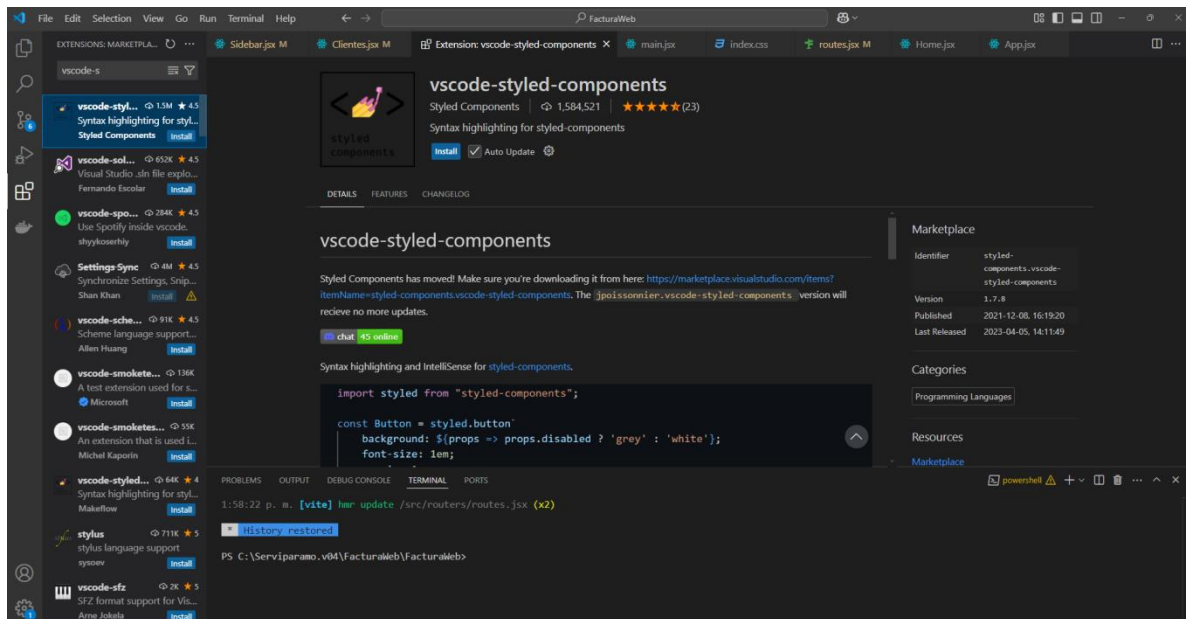 File Edit Selection View Go Run Terminal Help
FacturaWeb
EXTENSIONS: MARKETPLA...
Sidebar.jsx M
Clientes.jsx M
Extension: vscode-styled-components
main.jsx
index.css
routes.jsx M
Home.jsx
App.jsx
vscode-s
vscode-styl... 1.5M ★ 4.5
Syntax highlighting for styl...
Styled Components Install
vscode-sol... 652K ★ 4.5
Visual Studio .sln file explo...
Fernando Escolar Install
vscode-spo... 284K ★ 4.5
Use Spotify inside vscode.
shyykoserhiy Install
Settings Sync 4M ★ 4.5
Synchronize Settings, Snip...
Shan Khan Install
vscode-sche... 91K ★ 4.5
Scheme language support...
Allen Huang Install
vscode-smokete... 136K
A test extension used for s...
Microsoft Install
vscode-smoketes... 55K
An extension that is used i...
Michel Kaporin Install
vscode-styled... 64K ★ 4
Syntax highlighting for styl...
Makeflow Install
stylus 711K ★ 5
stylus language support
sysoev Install
vscode-sfz 2K ★ 5
SFZ format support for Vis...
Arne Jokela Install
6
1
styled
components
vscode-styled-components
Styled Components 1,584,521 ★★★★★(23)
Syntax highlighting for styled-components
Install Auto Update
DETAILS FEATURES CHANGELOG
vscode-styled-components
Styled Components has moved! Make sure you're downloading it from here: https://marketplace.visualstudio.com/items?
itemName=styled-components.vscode-styled-components. The jpoissonnier.vscode-styled-components version will
recieve no more updates.
chat 45 online
Syntax highlighting and IntelliSense for styled-components.
import styled from "styled-components";
const Button = styled.button`
background: ${props => props.disabled ? 'grey' : 'white'};
font-size: 1em;
Marketplace
Identifier styled-
components.vscode-
styled-components
Version 1.7.8
Published 2021-12-08, 16:19:20
Last Released 2023-04-05, 14:11:49
Categories
Programming Languages
Resources
Marketplace
PROBLEMS OUTPUT DEBUG CONSOLE TERMINAL PORTS
powershell
1:58:22 p. m. [vite] hmr update /src/routers/routes.jsx (x2)
* History restored
PS C:\Serviparamo.v04\FacturaWeb\FacturaWeb>